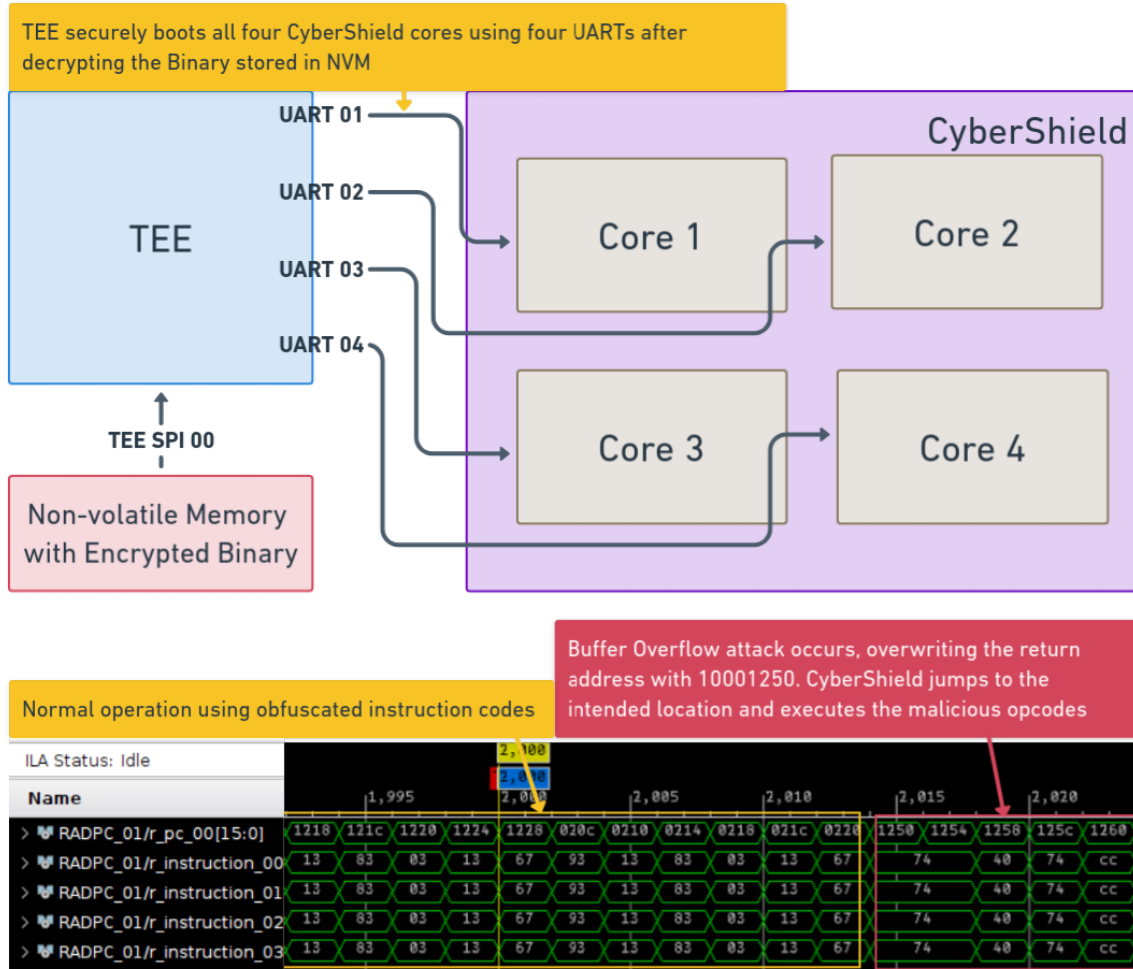 TEE securely boots all four CyberShield cores using four UARTs after
decrypting the Binary stored in NVM
UART 01
CyberShield
UART 02
TEE
Core 1
Core 2
UART 03
UART 04
TEE SPI 00
Core 3
Core 4
Non-volatile Memory
with Encrypted Binary
Buffer Overflow attack occurs, overwriting the return
address with 10001250. CyberShield jumps to the
intended location and executes the malicious opcodes
Normal operation using obfuscated instruction codes
ILA Status: Idle
2,000
2,000
Name
1,995 2,000 2,005 2,010 2,015 2,020
RADPC_01/r_pc_00[15:0] 1218 121c 1220 1224 1228 020c 0210 0214 0218 021c 0220 1250 1254 1258 125c 1260
RADPC_01/r_instruction_00 13 83 03 13 67 93 13 83 03 13 67 74 40 74 cc
RADPC_01/r_instruction_01 13 83 03 13 67 93 13 83 03 13 67 74 40 74 cc
RADPC_01/r_instruction_02 13 83 03 13 67 93 13 83 03 13 67 74 40 74 cc
RADPC_01/r_instruction_03 13 83 03 13 67 93 13 83 03 13 67 74 40 74 cc